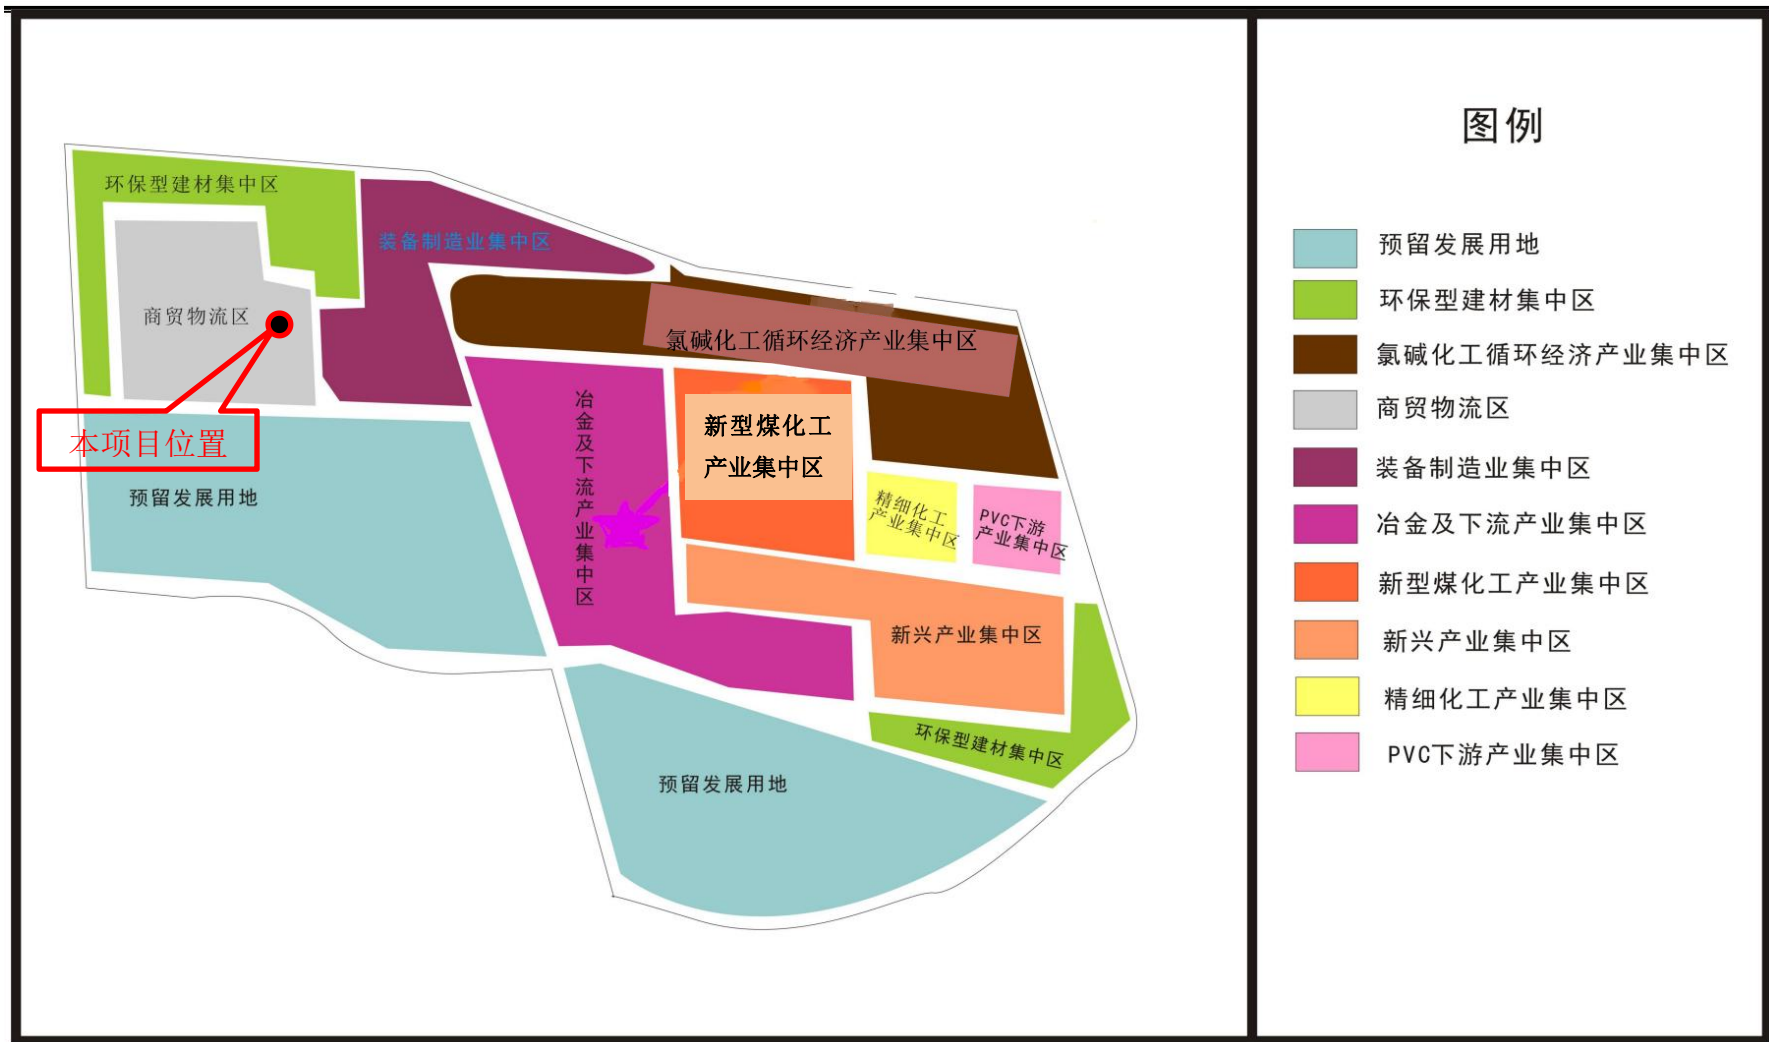 环保型建材集中区
装备制造业集中区
商贸物流区
氯碱化工循环经济产业集中区
本项目位置
预留发展用地
冶金及下流产业集中区
新型煤化工
产业集中区
精细化工
产业集中区
PVC下游
产业集中区
新兴产业集中区
环保型建材集中区
预留发展用地
图例
预留发展用地
环保型建材集中区
氯碱化工循环经济产业集中区
商贸物流区
装备制造业集中区
冶金及下流产业集中区
新型煤化工产业集中区
新兴产业集中区
精细化工产业集中区
PVC下游产业集中区